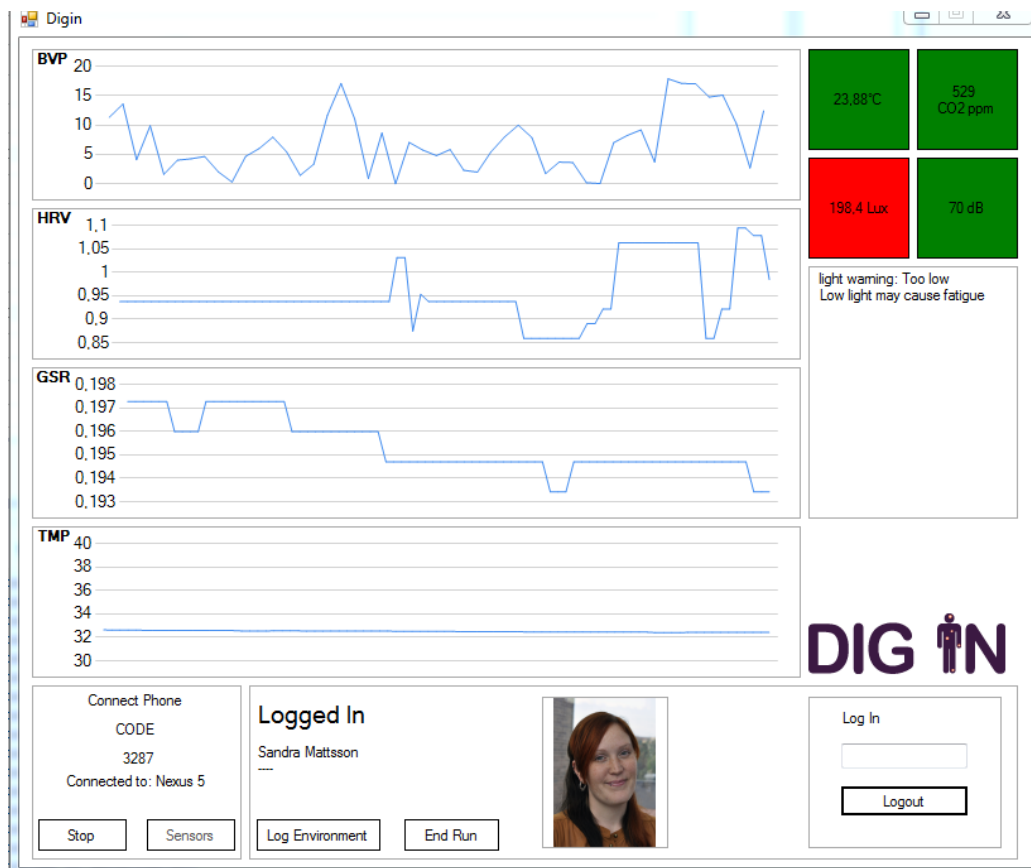 Digin
BVP
20
15
10
5
0
HRV
1,1
1,05
1
0,95
0,9
0,85
GSR
0,198
0,197
0,196
0,195
0,194
0,193
TMP
40
38
36
34
32
30
23,88°C
529
CO2 ppm
198,4 Lux
70 dB
light warning: Too low
Low light may cause fatigue
DIG IN
Connect Phone
CODE
3287
Connected to: Nexus 5
Stop
Sensors
Logged In
Sandra Mattsson
----
Log Environment
End Run
Log In
Logout